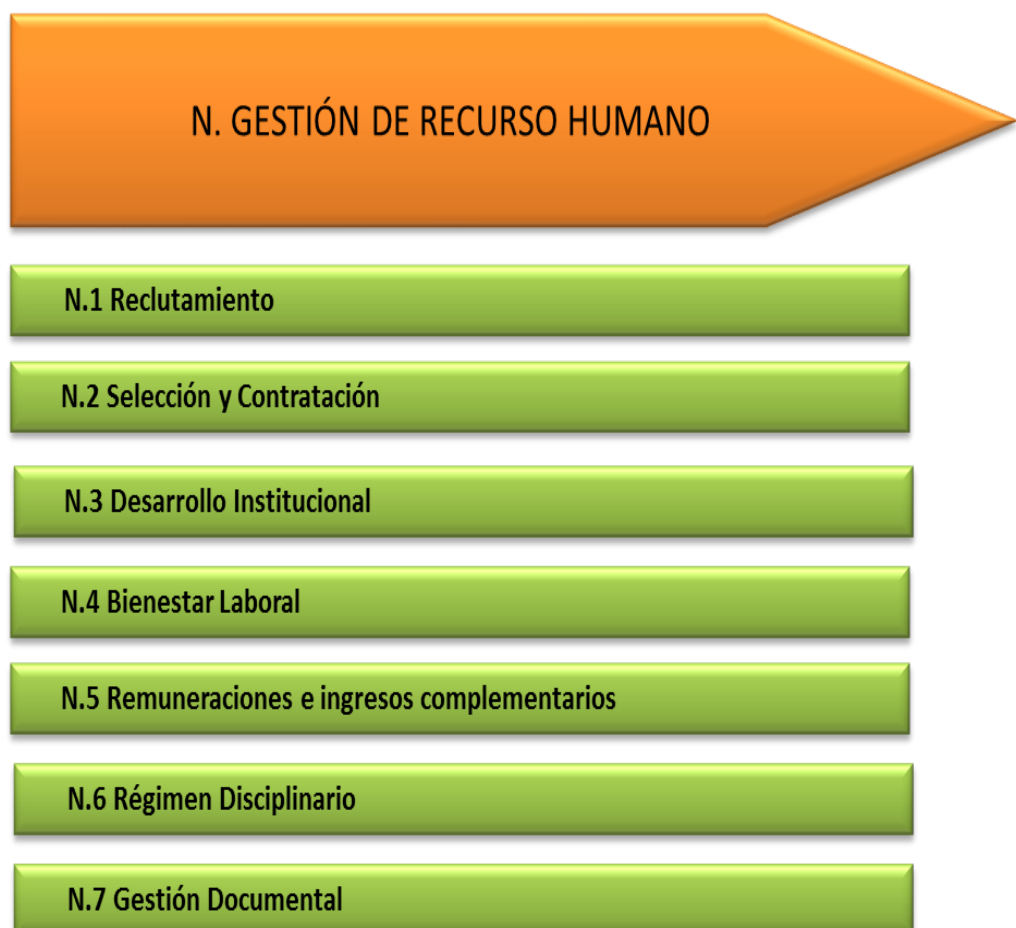 N. GESTIÓN DE RECURSO HUMANO
N.1 Reclutamiento
N.2 Selección y Contratación
N.3 Desarrollo Institucional
N.4 Bienestar Laboral
N.5 Remuneraciones e ingresos complementarios
N.6 Régimen Disciplinario
N.7 Gestión Documental